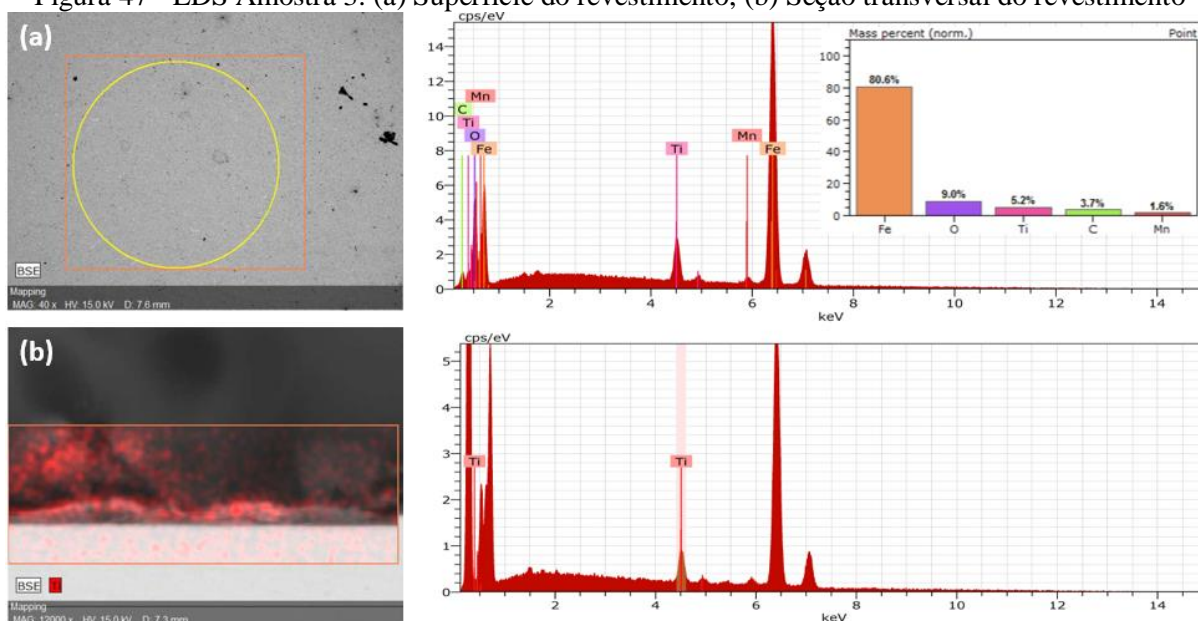 Figura 47 - EDS Amostra 3: (a) Superfície do revestimento; (b) Seção transversal do revestimento
(a)
BSE
Mapping
MAG: 40 x HV: 15.0 kV D: 7.6 mm
cps/eV
14
12
10
8
6
4
2
0
C
Mn
Ti
O
Fe
Ti
Mn
Fe
2 4 6 8 10 12 14
keV
Mass percent (norm.) Point
100
80
60
40
20
0
80.6%
9.0%
5.2%
3.7%
1.6%
Fe O Ti C Mn
(b)
BSE Ti
Mapping
MAG: 12000 x HV: 15.0 kV D: 7.3 mm
cps/eV
5
4
3
2
1
0
Ti
Ti
2 4 6 8 10 12 14
keV